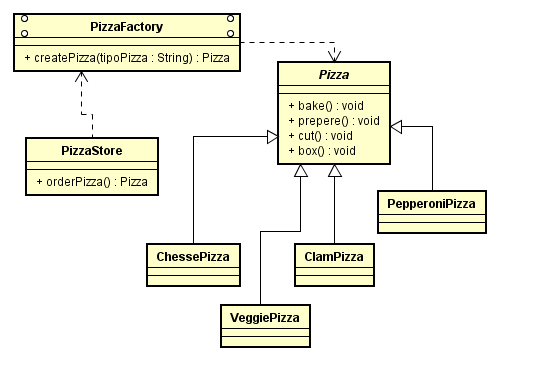 PizzaFactory
+ createPizza(tipoPizza : String) : Pizza
Pizza
+ bake() : void
+ prepere() : void
+ cut() : void
+ box() : void
PizzaStore
+ orderPizza() : Pizza
PepperoniPizza
ChessePizza
ClamPizza
VeggiePizza